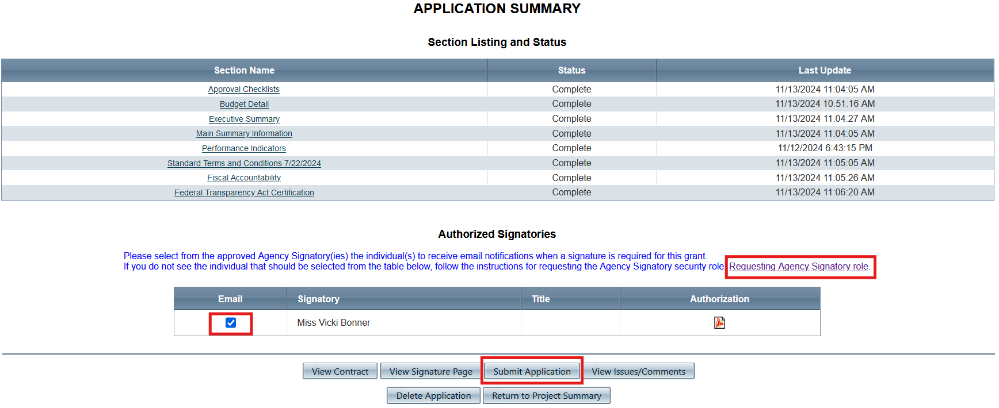 APPLICATION SUMMARY
Section Listing and Status
Section Name Status Last Update
Approval Checklists Complete 11/13/2024 11:04:05 AM
Budget Detail Complete 11/13/2024 10:51:16 AM
Executive Summary Complete 11/13/2024 11:04:27 AM
Main Summary Information Complete 11/13/2024 11:04:05 AM
Performance Indicators Complete 11/12/2024 6:43:15 PM
Standard Terms and Conditions 7/22/2024 Complete 11/13/2024 11:05:05 AM
Fiscal Accountability Complete 11/13/2024 11:05:26 AM
Federal Transparency Act Certification Complete 11/13/2024 11:06:20 AM
Authorized Signatories
Please select from the approved Agency Signatory(ies) the individual(s) to receive email notifications when a signature is required for this grant.
If you do not see the individual that should be selected from the table below, follow the instructions for requesting the Agency Signatory security role Requesting Agency Signatory role.
Email Signatory Title Authorization
Miss Vicki Bonner
View Contract View Signature Page Submit Application View Issues/Comments
Delete Application Return to Project Summary